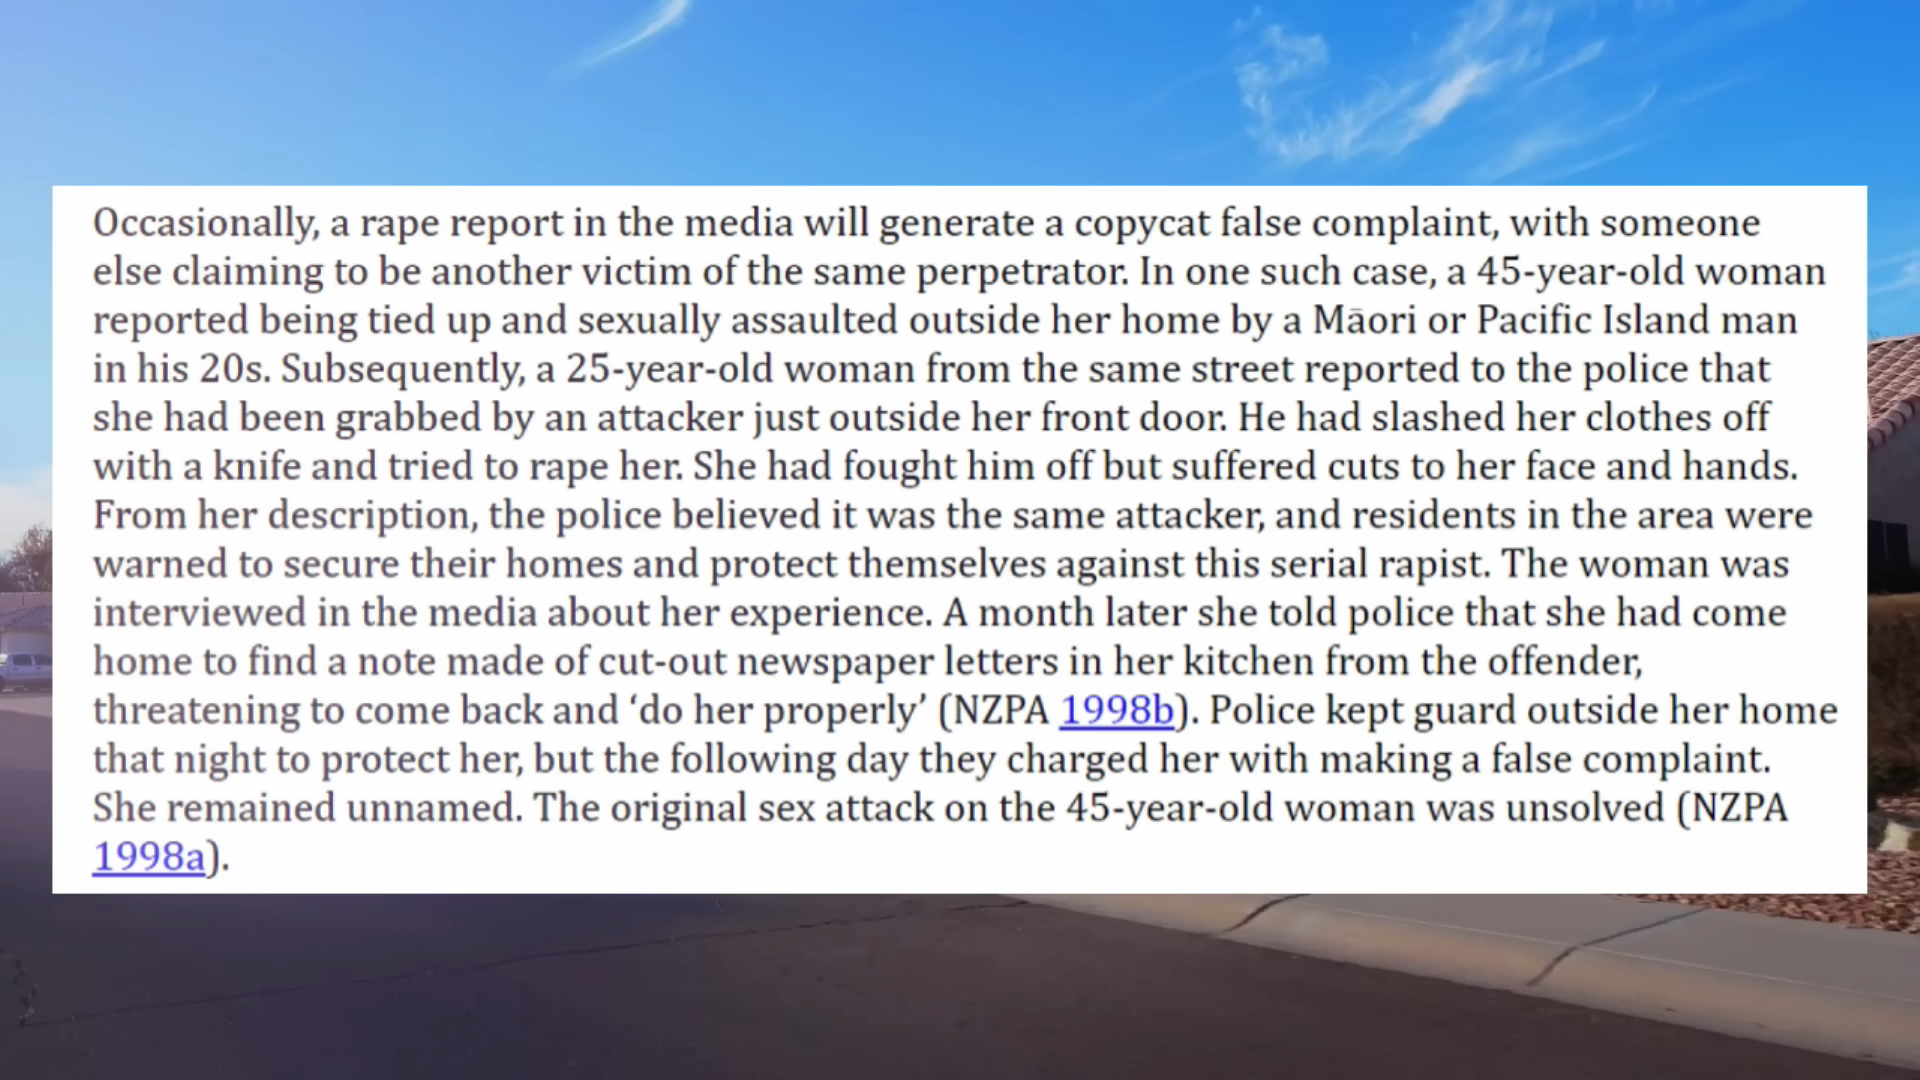 Occasionally, a rape report in the media will generate a copycat false complaint, with someone
else claiming to be another victim of the same perpetrator. In one such case, a 45-year-old woman
reported being tied up and sexually assaulted outside her home by a Māori or Pacific Island man
in his 20s. Subsequently, a 25-year-old woman from the same street reported to the police that
she had been grabbed by an attacker just outside her front door. He had slashed her clothes off
with a knife and tried to rape her. She had fought him off but suffered cuts to her face and hands.
From her description, the police believed it was the same attacker, and residents in the area were
warned to secure their homes and protect themselves against this serial rapist. The woman was
interviewed in the media about her experience. A month later she told police that she had come
home to find a note made of cut-out newspaper letters in her kitchen from the offender,
threatening to come back and ‘do her properly’ (NZPA 1998b). Police kept guard outside her home
that night to protect her, but the following day they charged her with making a false complaint.
She remained unnamed. The original sex attack on the 45-year-old woman was unsolved (NZPA
1998a).